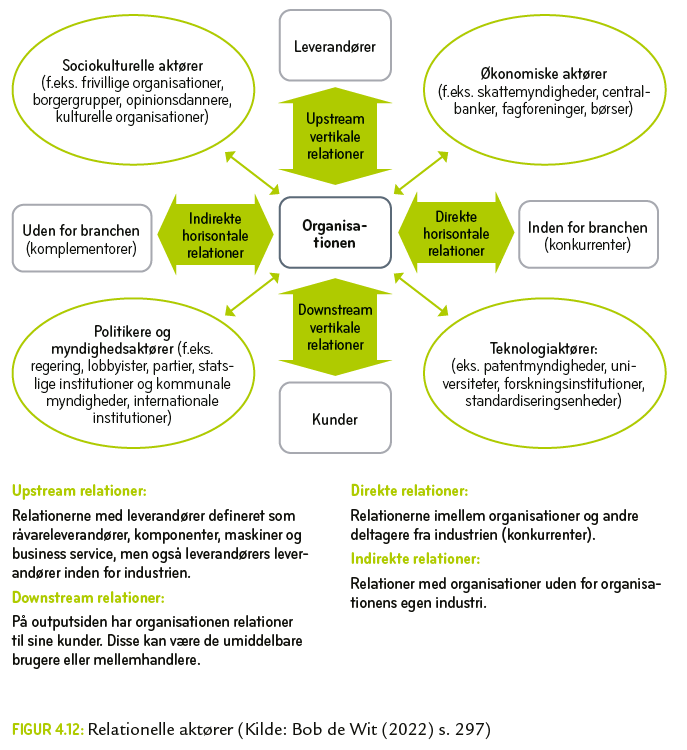 Sociokulturelle aktører
(f.eks. frivillige organisationer,
borgergrupper, opinionsdannere,
kulturelle organisationer)
Leverandører
Økonomiske aktører
(f.eks. skattemyndigheder, central-
banker, fagforeninger, børser)
Upstream
vertikale
relationer
Uden for branchen
(komplementorer)
Indirekte
horisontale
relationer
Organisa-
tionen
Direkte
horisontale
relationer
Inden for branchen
(konkurrenter)
Downstream
vertikale
relationer
Politikere og
myndighedsaktører (f.eks.
regering, lobbyister, partier, stats-
lige institutioner og kommunale
myndigheder, internationale
institutioner)
Teknologiaktører:
(eks. patentmyndigheder, uni-
versiteter, forskningsinstitutioner,
standardiseringsenheder)
Kunder
Upstream relationer:
Relationerne med leverandører defineret som
råvareleverandører, komponenter, maskiner og
business service, men også leverandørers lever-
andører inden for industrien.
Downstream relationer:
På outputsiden har organisationen relationer
til sine kunder. Disse kan være de umiddelbare
brugere eller mellemhandlere.
Direkte relationer:
Relationerne imellem organisationer og andre
deltagere fra industrien (konkurrenter).
Indirekte relationer:
Relationer med organisationer uden for organisa-
tionens egen industri.
FIGUR 4.12: Relationelle aktører (Kilde: Bob de Wit (2022) s. 297)